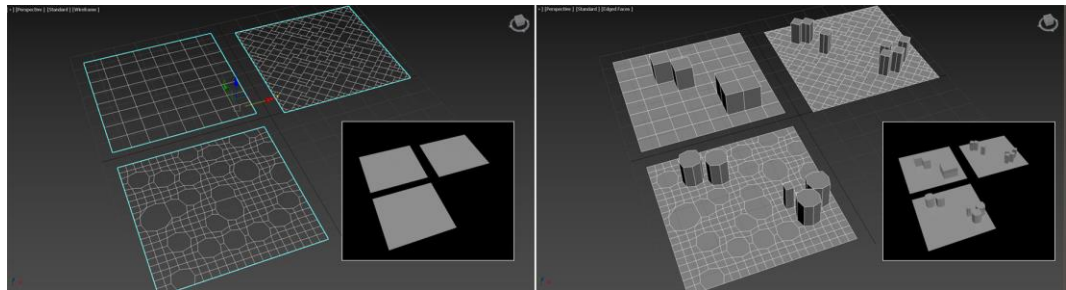 [+] [Perspective] [Standard] [Wireframe]
[+] [Perspective] [Standard] [Edged Faces]